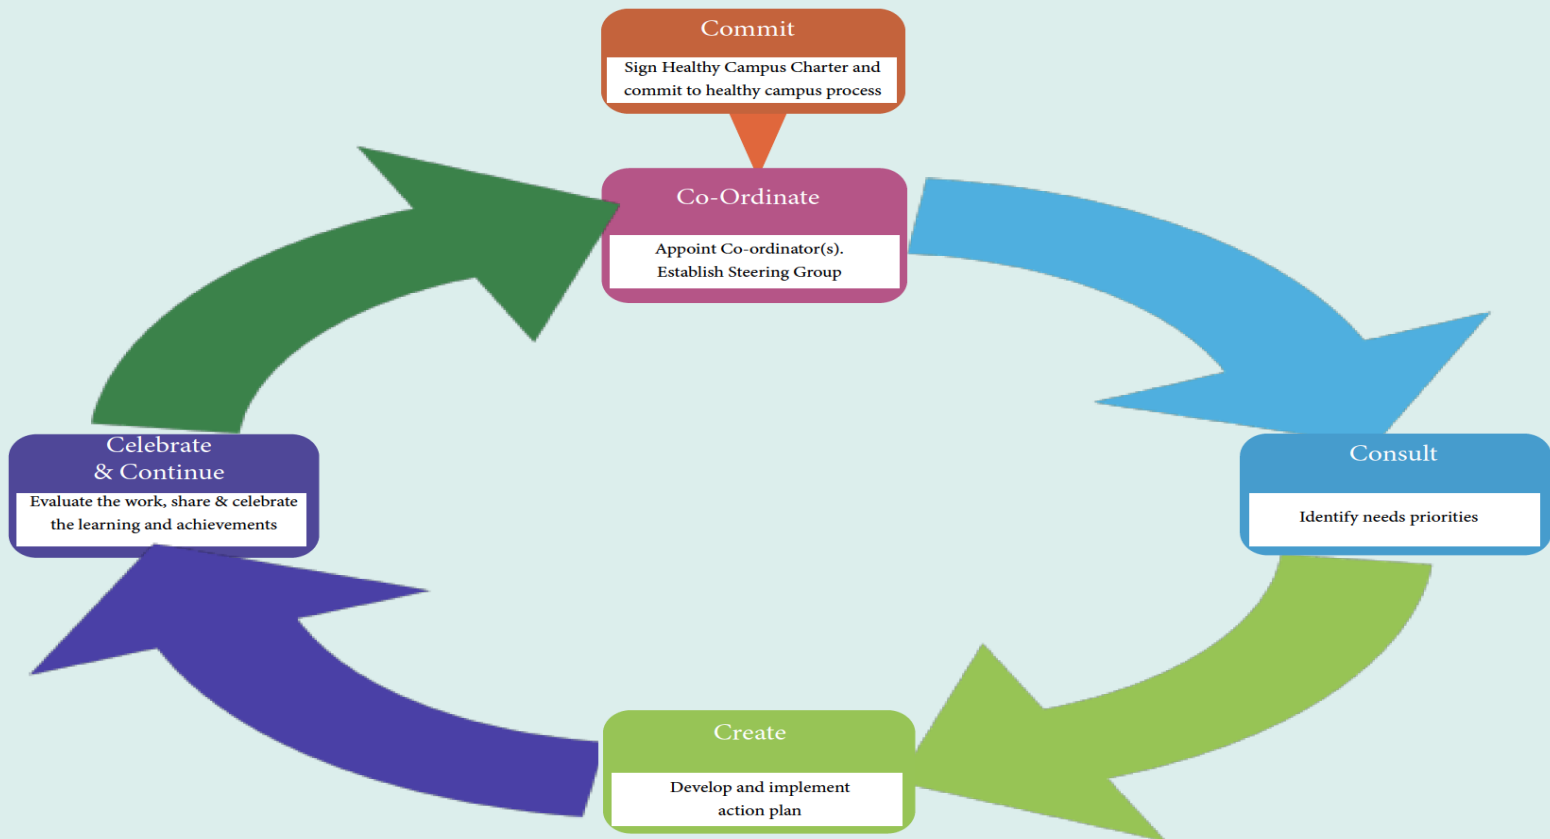 Commit
Sign Healthy Campus Charter and
commit to healthy campus process
Co-Ordinate
Appoint Co-ordinator(s).
Establish Steering Group
Consult
Identify needs priorities
Create
Develop and implement
action plan
Celebrate
& Continue
Evaluate the work, share & celebrate
the learning and achievements